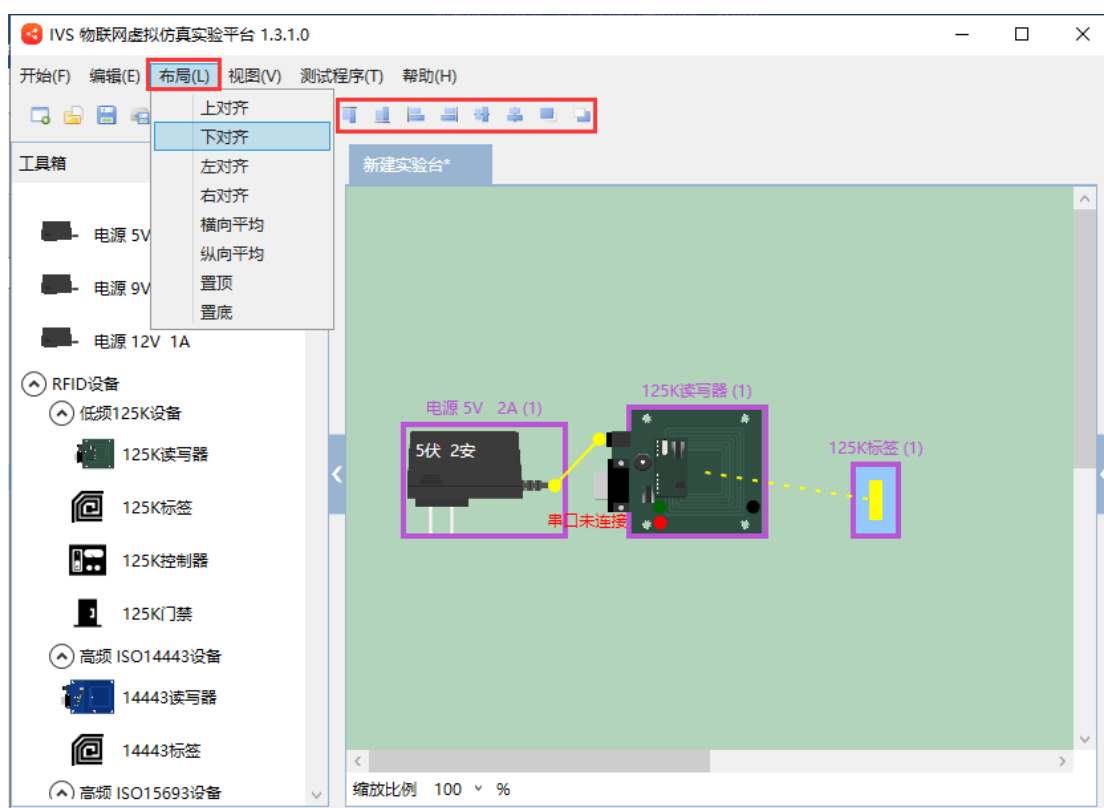 IVS 物联网虚拟仿真实验平台 1.3.1.0
开始(F) 编辑(E) 布局(L) 视图(V) 测试程序(T) 帮助(H)
上对齐
下对齐
左对齐
右对齐
横向平均
纵向平均
置顶
置底
工具箱
电源 5V
电源 9V
电源 12V 1A
RFID设备
低频125K设备
125K读写器
125K标签
125K控制器
125K门禁
高频 ISO14443设备
14443读写器
14443标签
高频 ISO15693设备
新建实验台*
电源 5V 2A (1)
5伏 2安
125K读写器 (1)
串口未连接
125K标签 (1)
缩放比例 100 %